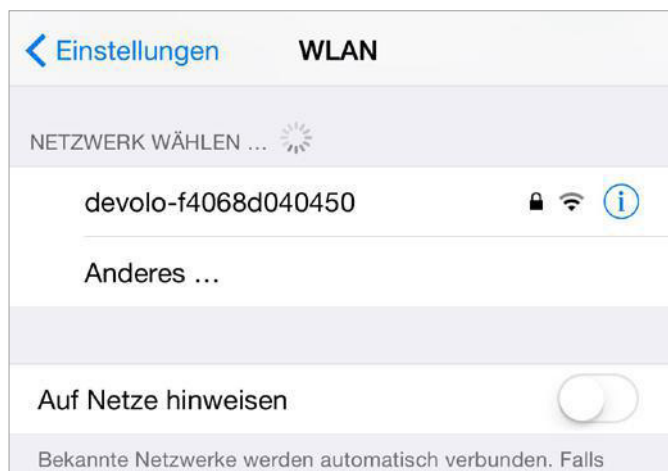 Einstellungen WLAN
NETZWERK WÄHLEN ...
devolo-f4068d040450
Anderes ...
Auf Netze hinweisen
Bekannte Netzwerke werden automatisch verbunden. Falls